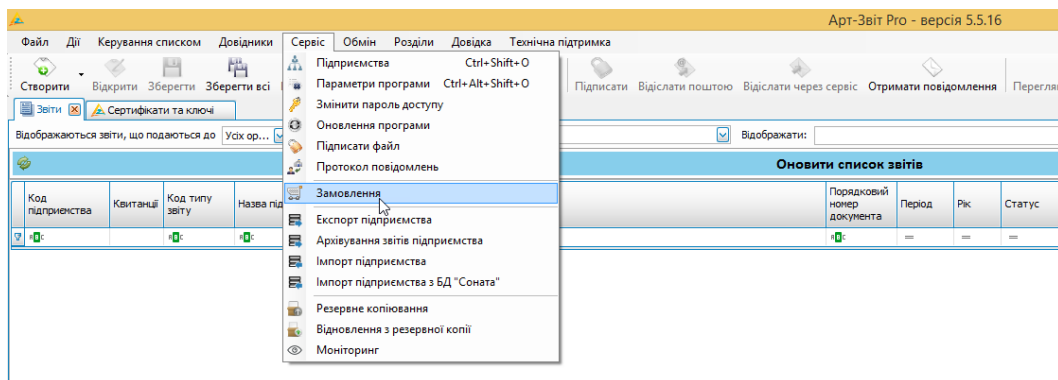 Арт-Звіт Pro - версія 5.5.16
Файл Дії Керування списком Довідники Сервіс Обмін Розділи Довідка Технічна підтримка
Створити Відкрити Зберегти Зберегти всі Підписати Відіслати поштою Відіслати через сервіс Отримати повідомлення
Звіти Сертифікати та ключі
Відображаються звіти, що подаються до Усіх ор... Відображати:
Оновити список звітів
Код підприємства Квитанції Код типу звіту Порядковий номер документа Період Рік Статус
Підприємства Ctrl+Shift+O
Параметри програми Ctrl+Alt+Shift+O
Змінити пароль доступу
Оновлення програми
Підписати файл
Протокол повідомлень
Замовлення
Експорт підприємства
Архівування звітів підприємства
Імпорт підприємства
Імпорт підприємства з БД "Соната"
Резервне копіювання
Відновлення з резервної копії
Моніторинг